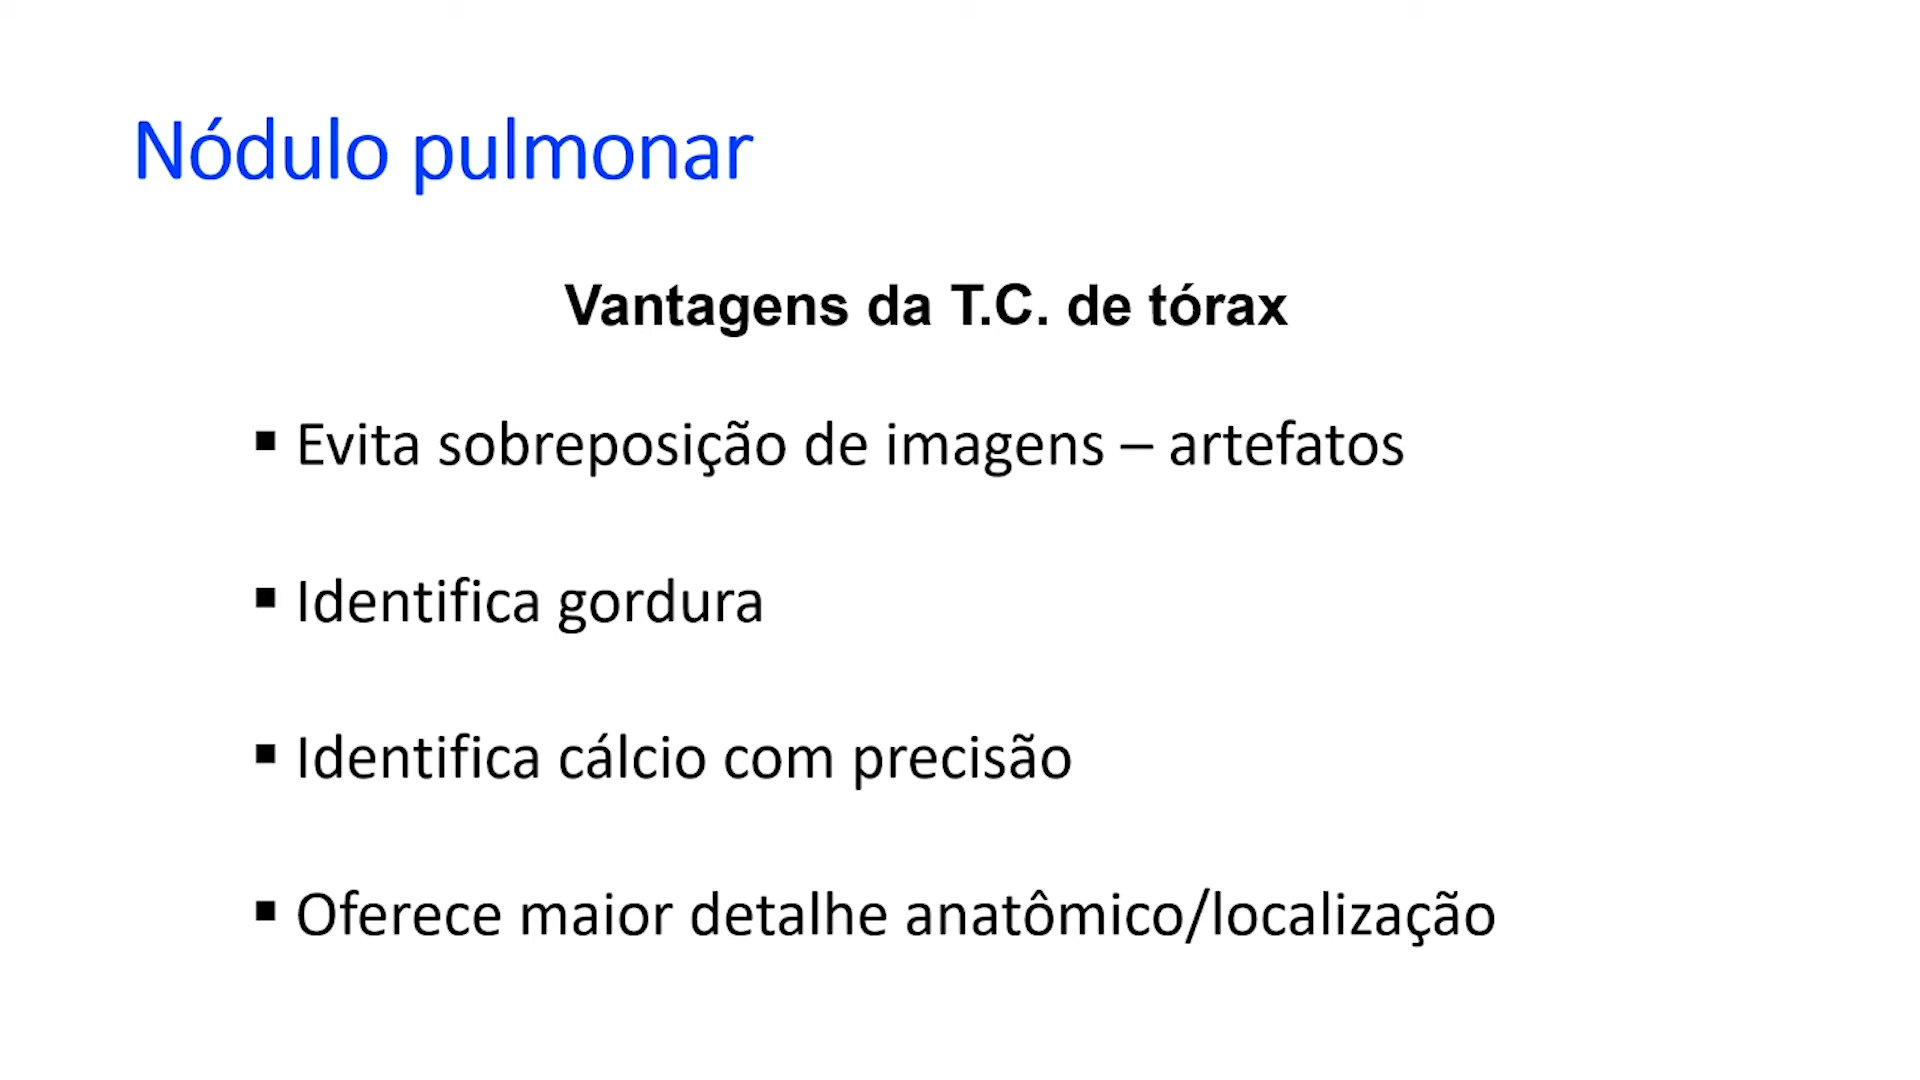 Nódulo pulmonar
Vantagens da T.C. de tórax
▪ Evita sobreposição de imagens – artefatos
▪ Identifica gordura
▪ Identifica cálcio com precisão
▪ Oferece maior detalhe anatômico/localização